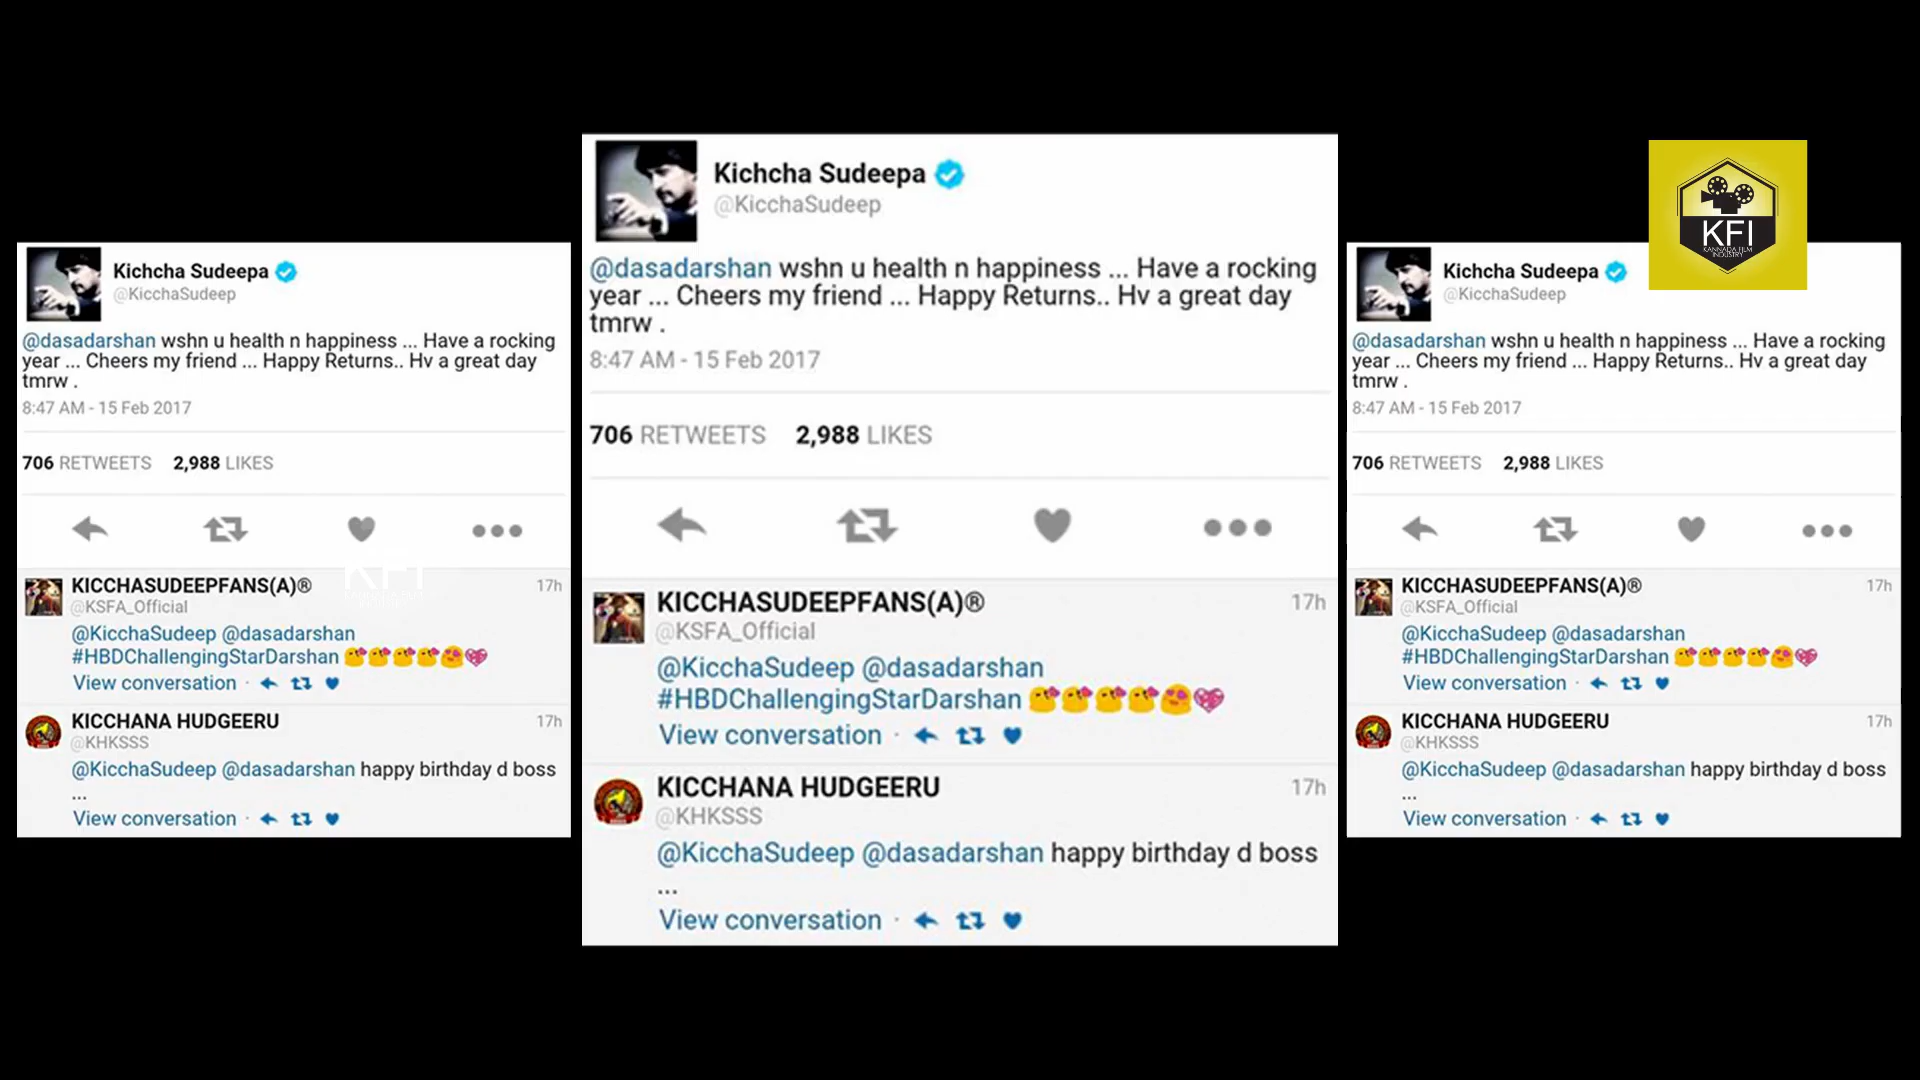 Kichcha Sudeepa
@KicchaSudeep
@dasadarshan wshn u health n happiness ... Have a rocking
year ... Cheers my friend ... Happy Returns.. Hv a great day
tmrw .
8:47 AM - 15 Feb 2017
706 RETWEETS 2,988 LIKES
KICCHASUDEEPFANS(A)® 17h
@KSFA_Official
@KicchaSudeep @dasadarshan
#HBDChallengingStarDarshan 😘😘😘😘😍💖
View conversation ·
KICCHANA HUDGEERU 17h
@KHKSSS
@KicchaSudeep @dasadarshan happy birthday d boss
...
View conversation ·
Kichcha Sudeepa
@KicchaSudeep
@dasadarshan wshn u health n happiness ... Have a rocking
year ... Cheers my friend ... Happy Returns.. Hv a great day
tmrw .
8:47 AM - 15 Feb 2017
706 RETWEETS 2,988 LIKES
KICCHASUDEEPFANS(A)® 17h
@KSFA_Official
@KicchaSudeep @dasadarshan
#HBDChallengingStarDarshan 😘😘😘😘😍💖
View conversation ·
KICCHANA HUDGEERU 17h
@KHKSSS
@KicchaSudeep @dasadarshan happy birthday d boss
...
View conversation ·
Kichcha Sudeepa
@KicchaSudeep
@dasadarshan wshn u health n happiness ... Have a rocking
year ... Cheers my friend ... Happy Returns.. Hv a great day
tmrw .
8:47 AM - 15 Feb 2017
706 RETWEETS 2,988 LIKES
KICCHASUDEEPFANS(A)® 17h
@KSFA_Official
@KicchaSudeep @dasadarshan
#HBDChallengingStarDarshan 😘😘😘😘😍💖
View conversation ·
KICCHANA HUDGEERU 17h
@KHKSSS
@KicchaSudeep @dasadarshan happy birthday d boss
...
View conversation ·
KFI
KANNADA FILM
INDUSTRY
KFI